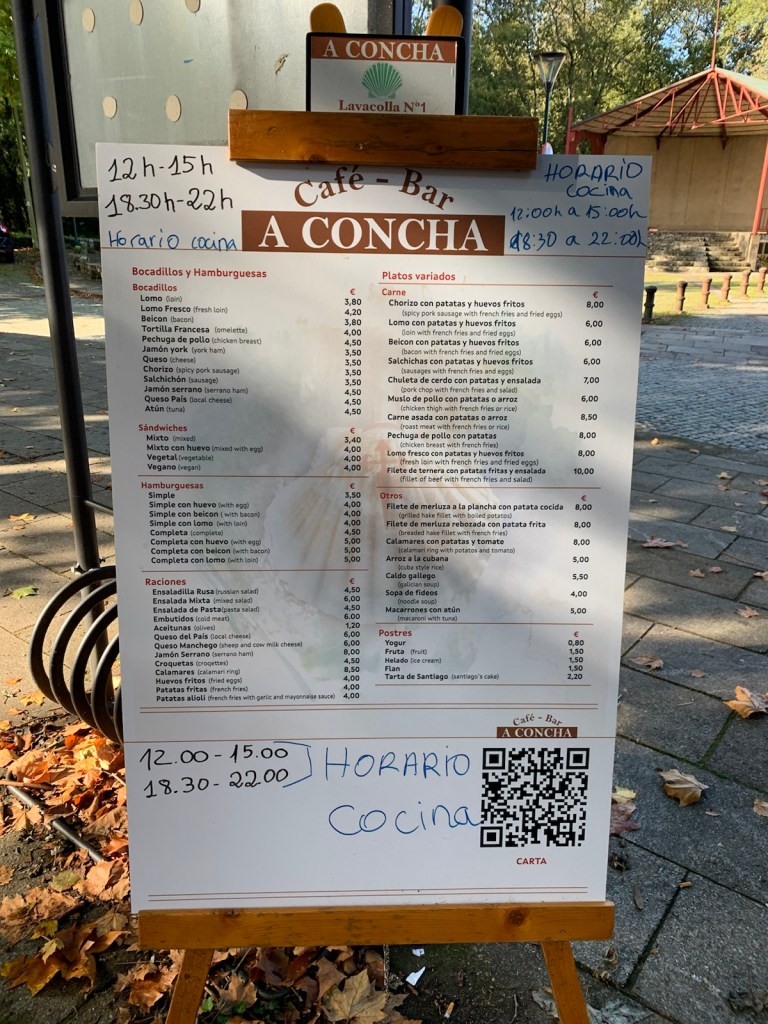 A CONCHA
Lavacolla Nº1
12h-15h
18.30h-22h
Horario cocina
Café - Bar
A CONCHA
HORARIO
cocina
12:00h a 15:00h
18:30 a 22:00h
Bocadillos y Hamburguesas
Bocadillos €
Lomo (loin) 3,80
Lomo Fresco (fresh loin) 4,20
Beicon (bacon) 3,80
Tortilla Francesa (omelette) 4,00
Pechuga de pollo (chicken breast) 4,50
Jamón york (york ham) 3,50
Queso (cheese) 3,50
Chorizo (spicy pork sausage) 3,50
Salchichón (sausage) 3,50
Jamón serrano (serrano ham) 4,50
Queso País (local cheese) 4,50
Atún (tuna) 4,50
Sándwiches €
Mixto (mixed) 3,40
Mixto con huevo (mixed with egg) 4,00
Vegetal (vegetable) 4,00
Vegano (vegan) 4,00
Hamburguesas €
Simple 3,50
Simple con huevo (with egg) 4,00
Simple con beicon ( with bacon) 4,00
Simple con lomo (with loin) 4,00
Completa (complete) 4,50
Completa con huevo (with egg) 5,00
Completa con beicon (with bacon) 5,00
Completa con lomo (with loin) 5,00
Raciones €
Ensaladilla Rusa (russian salad) 4,50
Ensalada Mixta (mixed salad) 6,00
Ensalada de Pasta(pasta salad) 4,50
Embutidos (cold meat) 6.00
Aceitunas (olives) 1,20
Queso del País (local cheese) 6,00
Queso Manchego (sheep and cow milk cheese) 6,00
Jamón Serrano (serrano ham) 8,00
Croquetas (croqettes) 4,50
Calamares (calamari ring) 8,50
Huevos fritos (fried eggs) 4,00
Patatas fritas (french fries) 4,00
Patatas alioli (french fries with garlic and mayonnaise sauce) 4,00
Platos variados
Carne €
Chorizo con patatas y huevos fritos 8,00
(spicy pork sausage with french fries and fried eggs)
Lomo con patatas y huevos fritos 6,00
(loin with french fries and fried eggs)
Beicon con patatas y huevos fritos 6,00
(bacon with french fries and fried eggs)
Salchichas con patatas y huevos fritos 6,00
(sausages with french fries and fried eggs)
Chuleta de cerdo con patatas y ensalada 7,00
(pork chop with french fries and salad)
Muslo de pollo con patatas o arroz 6,00
(chicken thigh with french fries or rice)
Carne asada con patatas o arroz 8,50
(roast meat with french fries or rice)
Pechuga de pollo con patatas 8,00
(chicken breast with french fries)
Lomo fresco con patatas y huevos fritos 8,00
(fresh loin with french fries and fried eggs)
Filete de ternera con patatas fritas y ensalada 10,00
(fillet of beef with french fries and salad)
Otros €
Filete de merluza a la plancha con patata cocida 8,00
(grilled hake fillet with boiled potatos)
Filete de merluza rebozada con patata frita 8,00
(breaded hake fillet with french fries)
Calamares con patatas y tomate 8,00
(calamari ring with potatos and tomato)
Arroz a la cubana 5,00
(cuba style rice)
Caldo gallego 5,50
(galician soup)
Sopa de fideos 4,00
(noodle soup)
Macarrones con atún 5,00
(macaroni with tuna)
Postres €
Yogur 0,80
Fruta (fruit) 1,50
Helado (ice cream) 1,50
Flan 1,50
Tarta de Santiago (santiago's cake) 2,20
12.00-15.00
18.30-22.00
HORARIO
cocina
Café - Bar
A CONCHA
CARTA